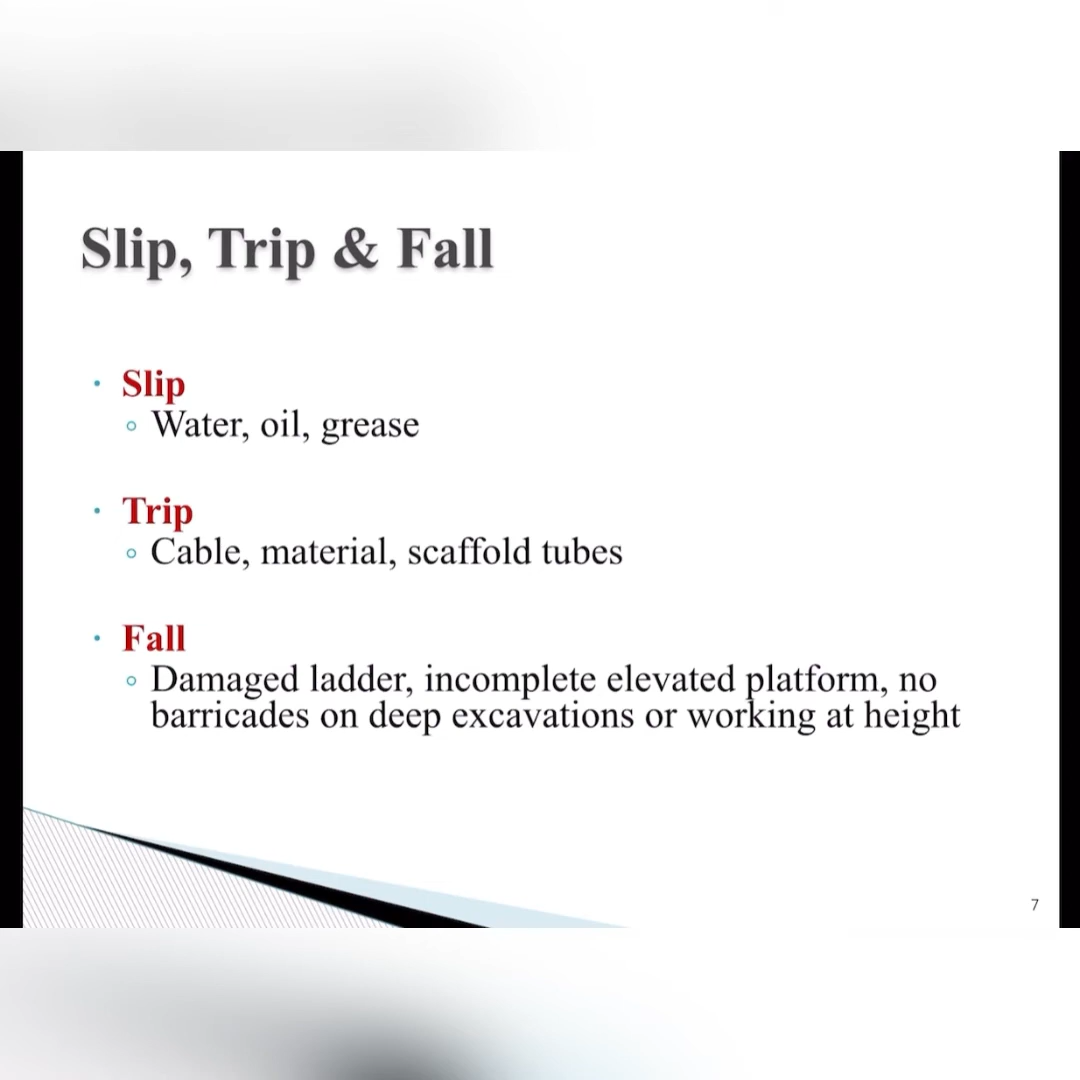 Slip, Trip & Fall
· Slip
◦ Water, oil, grease
· Trip
◦ Cable, material, scaffold tubes
· Fall
◦ Damaged ladder, incomplete elevated platform, no
barricades on deep excavations or working at height
7